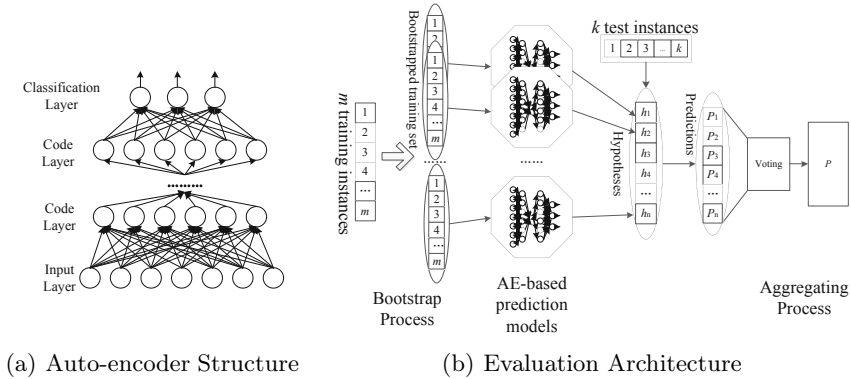 Classification
Layer
Code
Layer
..........
Code
Layer
Input
Layer
(a) Auto-encoder Structure
m training instances
1
2
3
4
...
m
Bootstrapped training set
1
2
1
2
3
4
...
m
......
1
2
3
4
...
m
Bootstrap
Process
......
AE-based
prediction
models
k test instances
1 2 3 ... k
h1
h2
h3
h4
...
hn
Hypotheses
Predictions
P1
P2
P3
P4
...
Pn
Voting
P
Aggregating
Process
(b) Evaluation Architecture